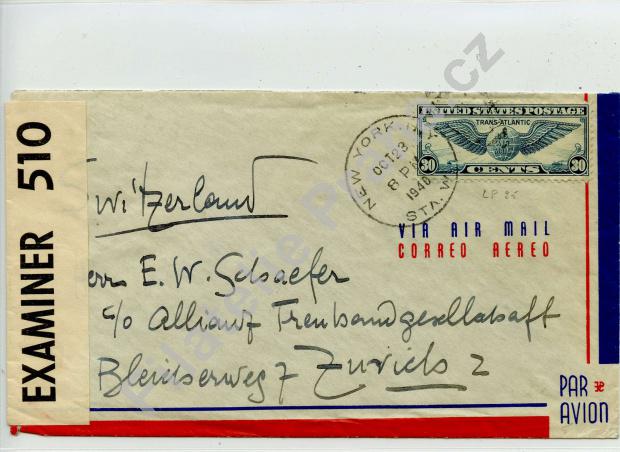 EXAMINER 510
NEW YORK, N.Y.
OCT 23
8 PM
1940
STA. W
UNITED STATES POSTAGE
TRANS-ATLANTIC
30 CENTS 30
VIA AIR MAIL
CORREO AEREO
Switzerland
Herrn E. W. Schaefer
c/o Allianz Treuhandgesellschaft
Bleicherweg 7 Zürich 2
PAR
AVION